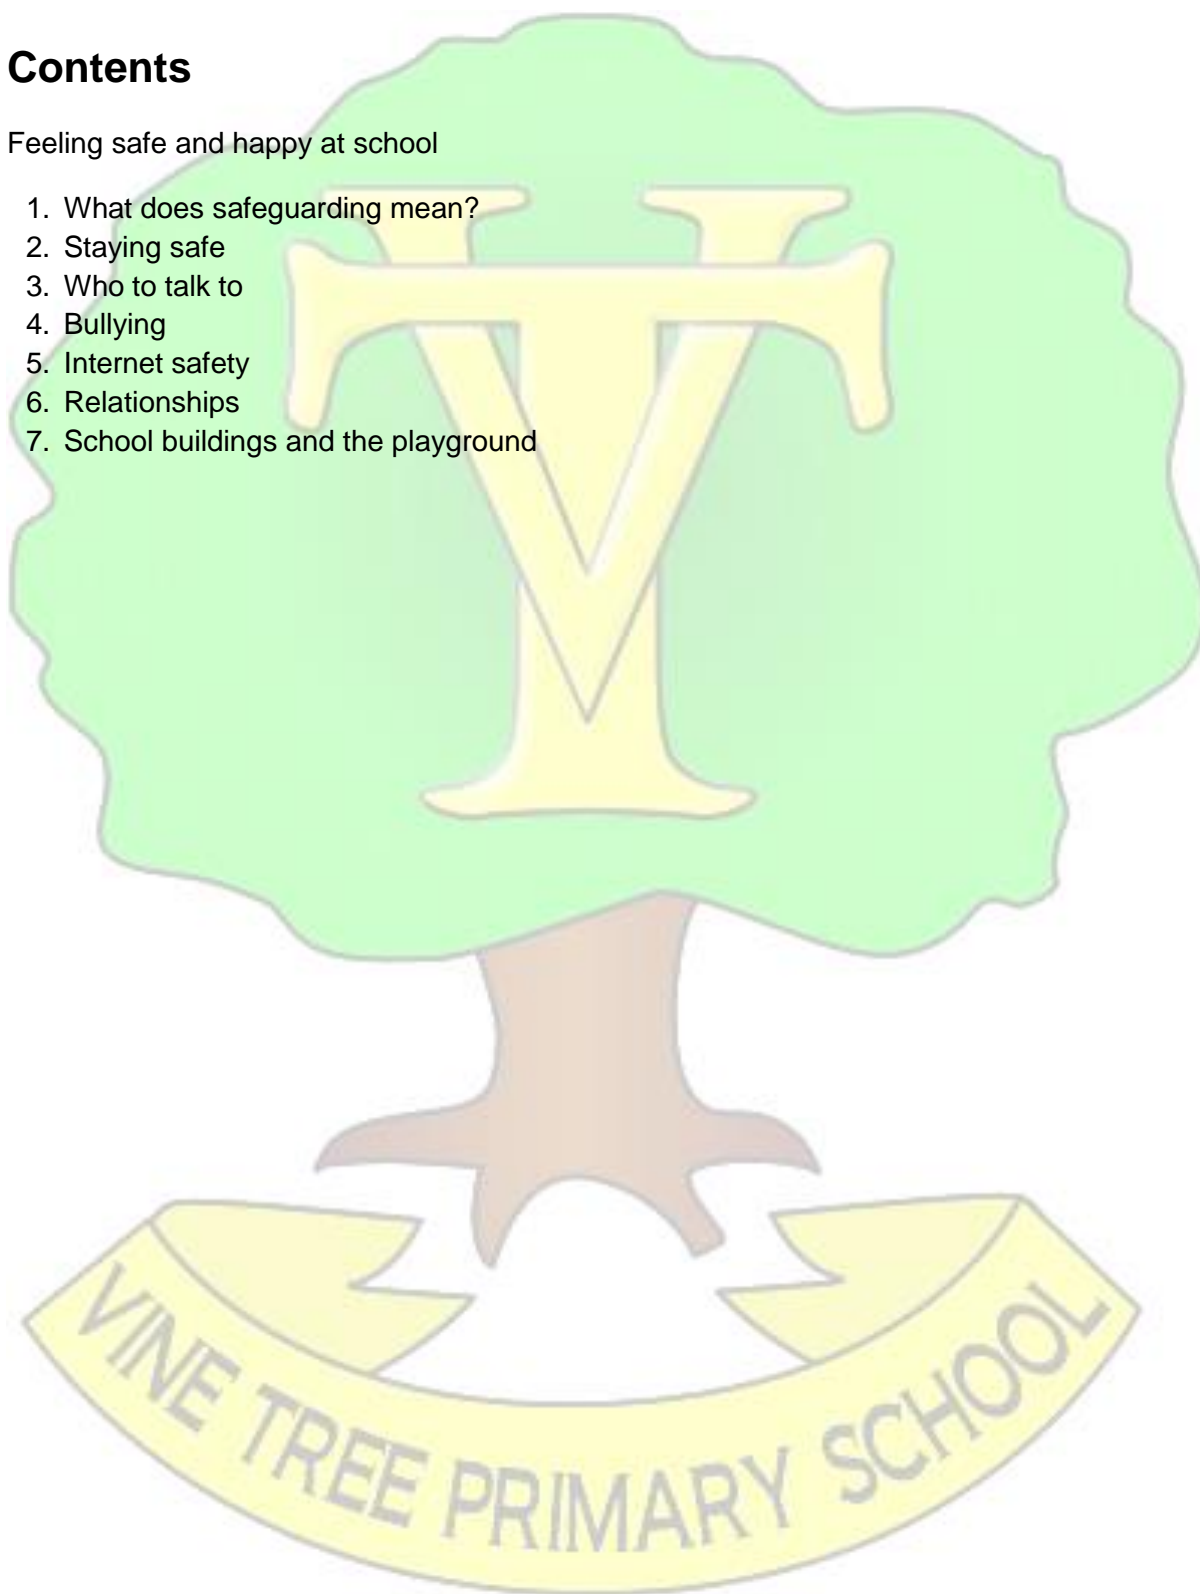 Contents
Feeling safe and happy at school
1. What does safeguarding mean?
2. Staying safe
3. Who to talk to
4. Bullying
5. Internet safety
6. Relationships
7. School buildings and the playground
VT
VINE TREE PRIMARY SCHOOL